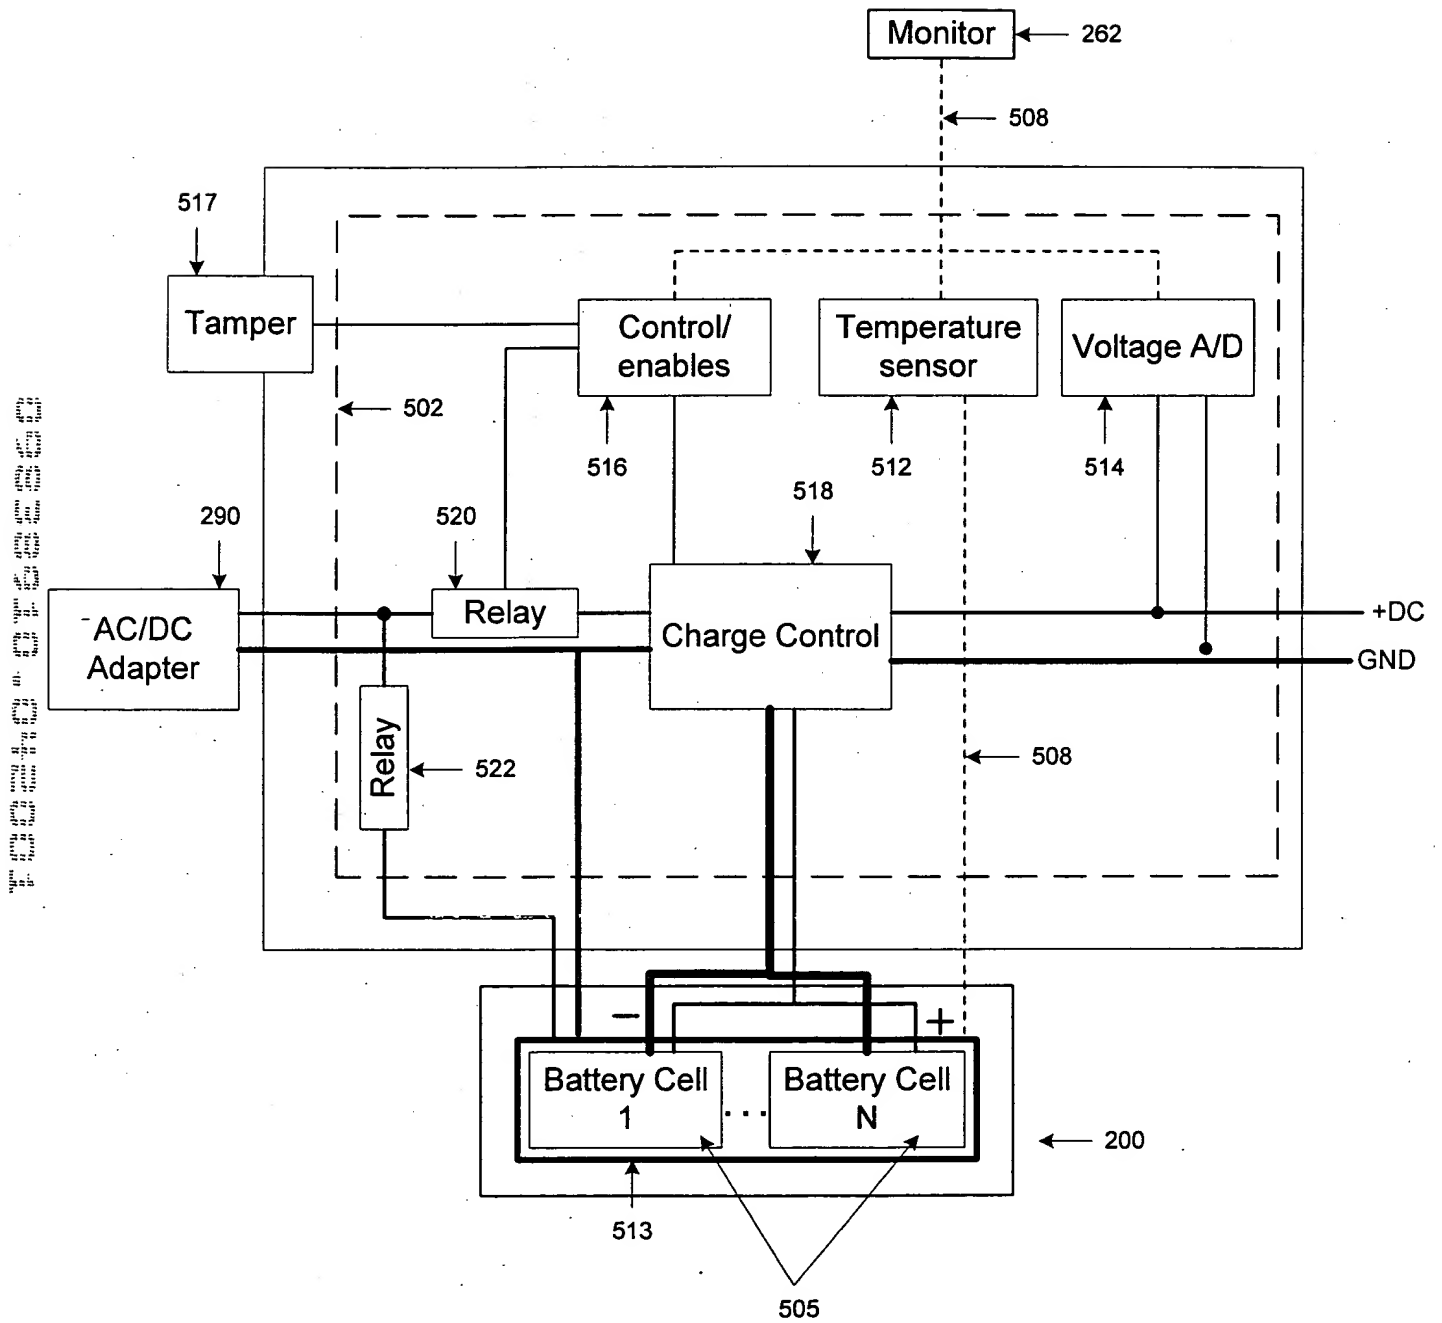 Monitor
262
508
517
Tamper
Control/
enables
Temperature
sensor
Voltage A/D
502
516
512
514
518
290
520
AC/DC
Adapter
Relay
Charge Control
+DC
GND
Relay
522
508
−
+
Battery Cell
1
...
Battery Cell
N
200
513
505